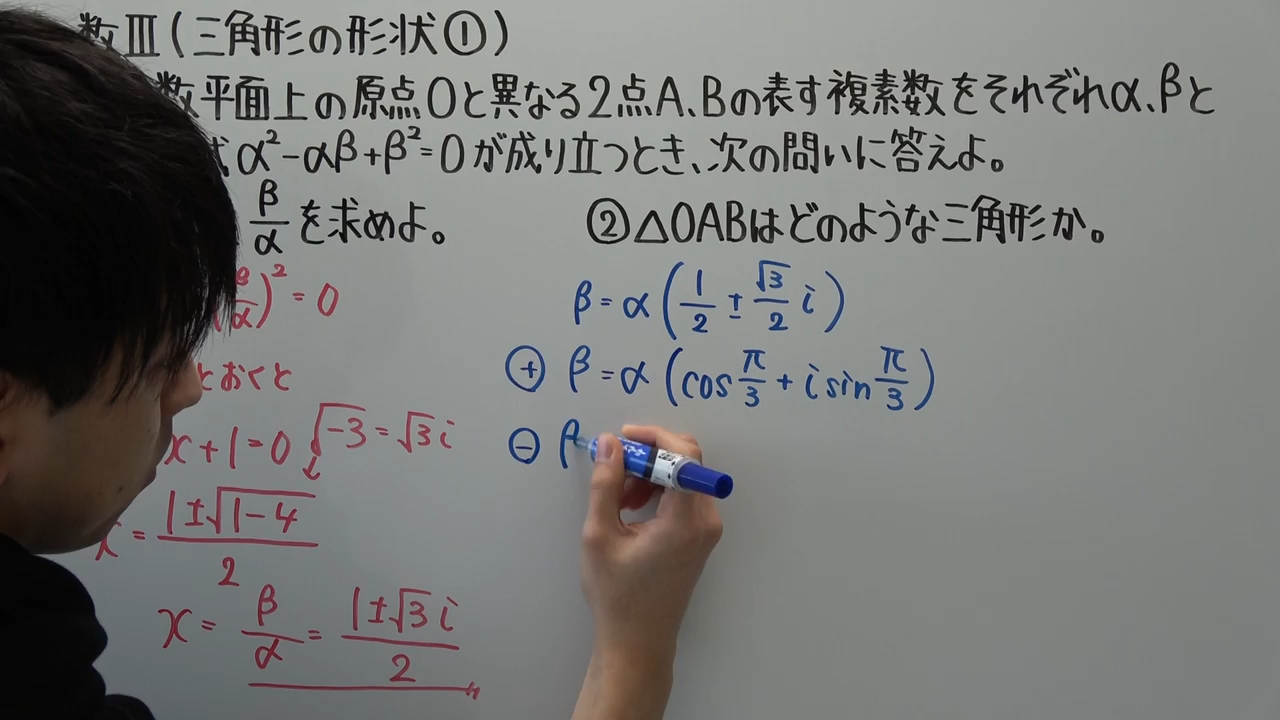 数Ⅲ(三角形の形状①)
数平面上の原点Oと異なる2点A、Bの表す複素数をそれぞれα、βと
α²-αβ+β²=0が成り立つとき、次の問いに答えよ。
β/α を求めよ。
②△OABはどのような三角形か。
(β/α)²=0
とおくと
x+1=0 √-3=√3i
x=(1±√(1-4))/2
x=β/α=(1±√3i)/2
β=α(1/2±√3/2 i)
⊕ β=α(cos π/3+i sin π/3)
⊖ β